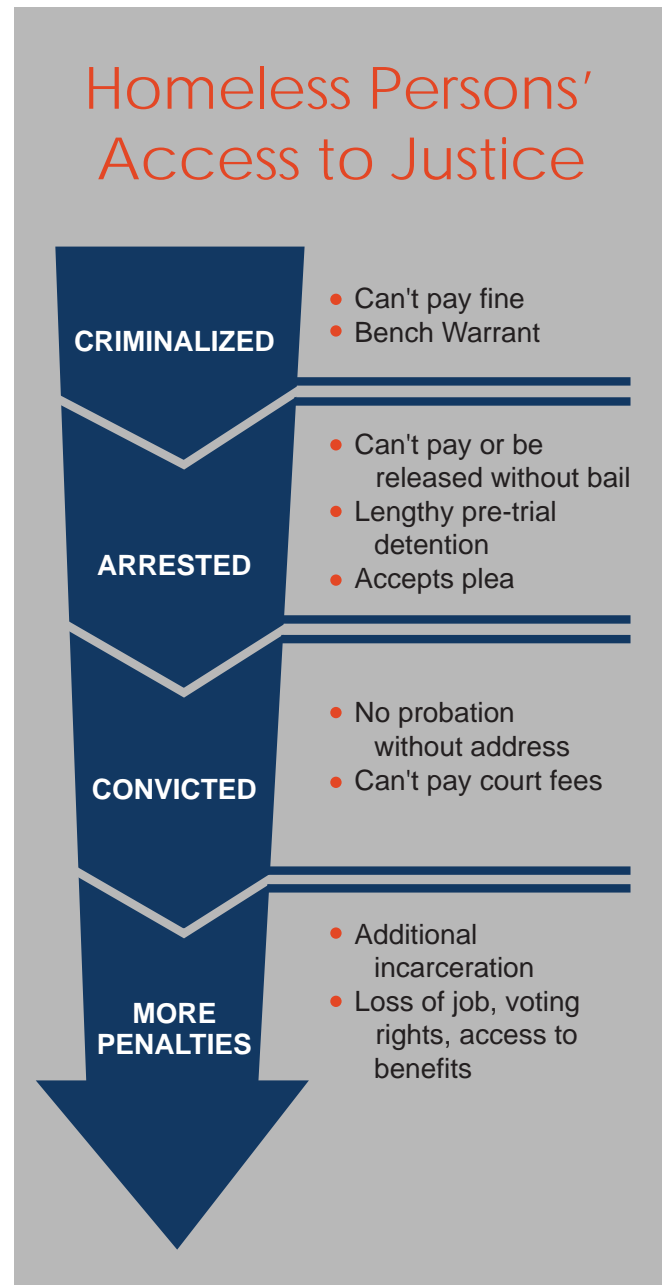 Homeless Persons’
Access to Justice
CRIMINALIZED
• Can't pay fine
• Bench Warrant
ARRESTED
• Can't pay or be
released without bail
• Lengthy pre-trial
detention
• Accepts plea
CONVICTED
• No probation
without address
• Can't pay court fees
MORE
PENALTIES
• Additional
incarceration
• Loss of job, voting
rights, access to
benefits